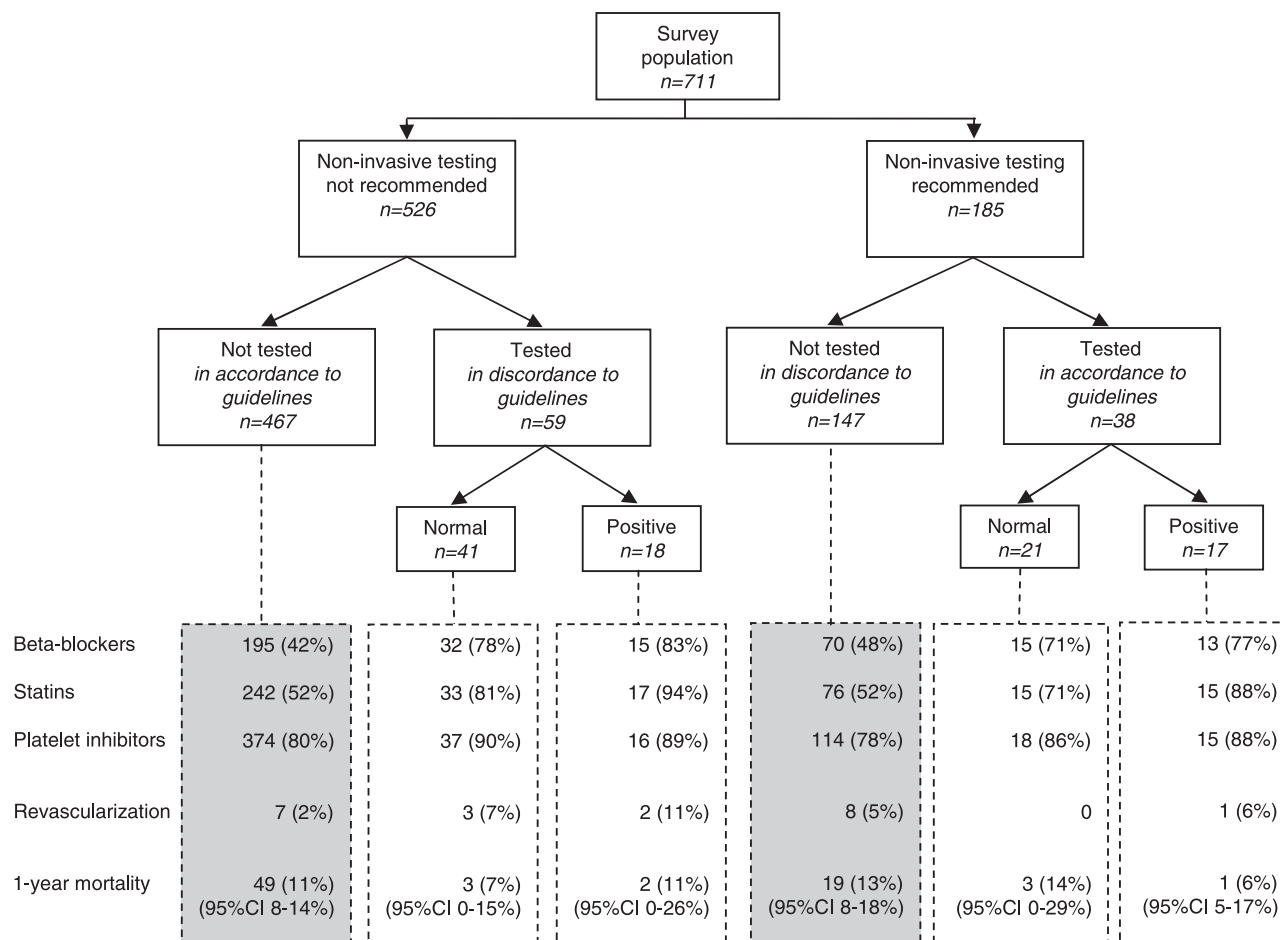 Survey
population
n=711
Non-invasive testing
not recommended
n=526
Non-invasive testing
recommended
n=185
Not tested
in accordance to
guidelines
n=467
Tested
in discordance to
guidelines
n=59
Not tested
in discordance to
guidelines
n=147
Tested
in accordance to
guidelines
n=38
Normal
n=41
Positive
n=18
Normal
n=21
Positive
n=17
Beta-blockers 195 (42%) 32 (78%) 15 (83%) 70 (48%) 15 (71%) 13 (77%)
Statins 242 (52%) 33 (81%) 17 (94%) 76 (52%) 15 (71%) 15 (88%)
Platelet inhibitors 374 (80%) 37 (90%) 16 (89%) 114 (78%) 18 (86%) 15 (88%)
Revascularization 7 (2%) 3 (7%) 2 (11%) 8 (5%) 0 1 (6%)
1-year mortality 49 (11%) 3 (7%) 2 (11%) 19 (13%) 3 (14%) 1 (6%)
(95%CI 8-14%) (95%CI 0-15%) (95%CI 0-26%) (95%CI 8-18%) (95%CI 0-29%) (95%CI 5-17%)